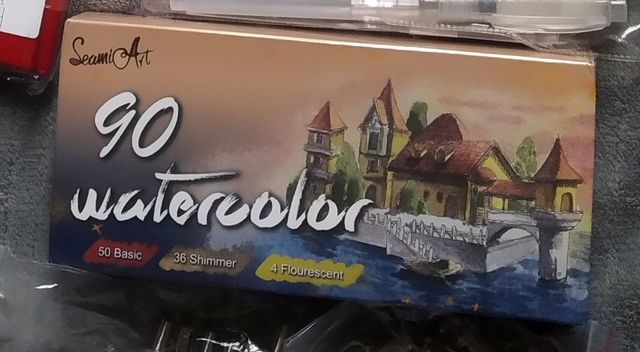 SeamiArt
90
watercolor
50 Basic
36 Shimmer
4 Flourescent